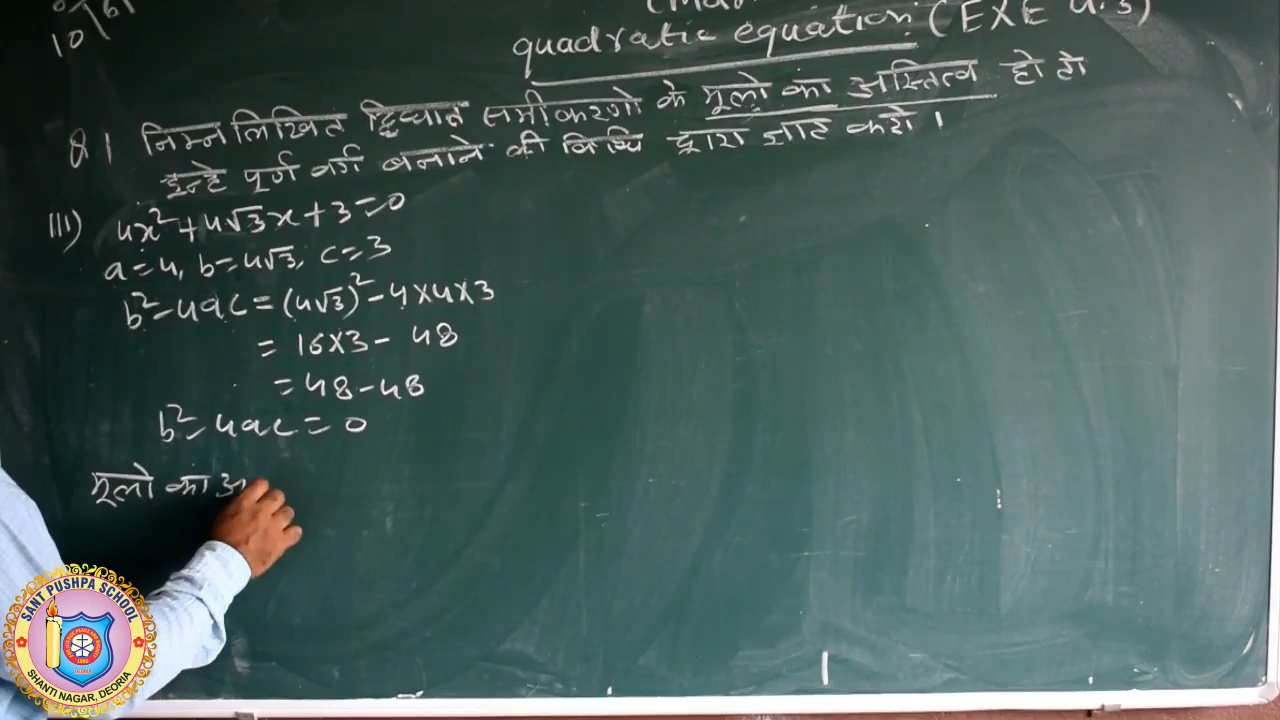 10
quadratic equation (EXE 4.3)
Q1 निम्नलिखित द्विघात समीकरणो के मूलो का अस्तित्व हो तो
इन्हे पूर्ण वर्ग बनाने की विधि द्वारा ज्ञात करो।
III) 4x²+4√3x+3=0
a=4, b=4√3, c=3
b²-4ac=(4√3)²-4×4×3
= 16×3-48
=48-48
b²-4ac=0
मूलो का अ
SANT PUSHPA SCHOOL
SHANTI NAGAR, DEORIA